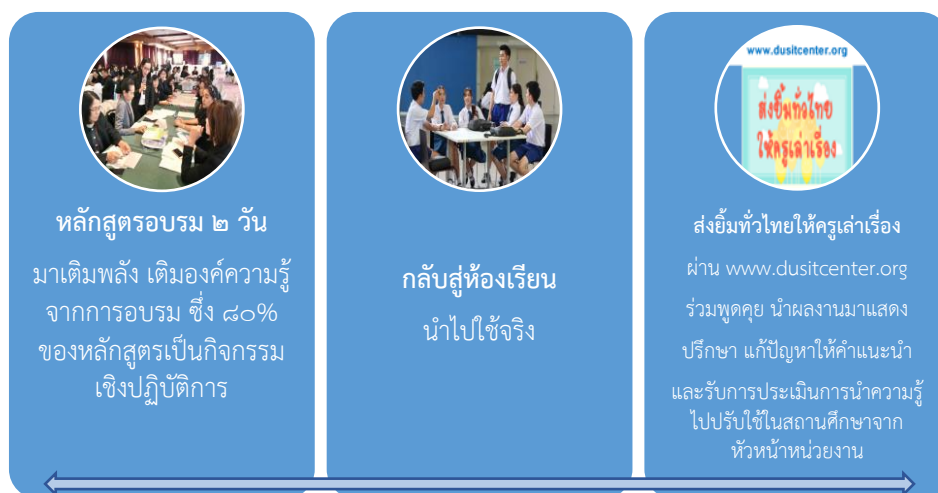 หลักสูตรอบรม ๒ วัน
มาเติมพลัง เติมองค์ความรู้
จากการอบรม ซึ่ง ๘๐%
ของหลักสูตรเป็นกิจกรรม
เชิงปฏิบัติการ
กลับสู่ห้องเรียน
นำไปใช้จริง
www.dusitcenter.org
ส่งยิ้มทั่วไทย
ให้ครูเล่าเรื่อง
ส่งยิ้มทั่วไทยให้ครูเล่าเรื่อง
ผ่าน www.dusitcenter.org
ร่วมพูดคุย นำผลงานมาแสดง
ปรึกษา แก้ปัญหาให้คำแนะนำ
และรับการประเมินการนำความรู้
ไปปรับใช้ในสถานศึกษาจาก
หัวหน้าหน่วยงาน